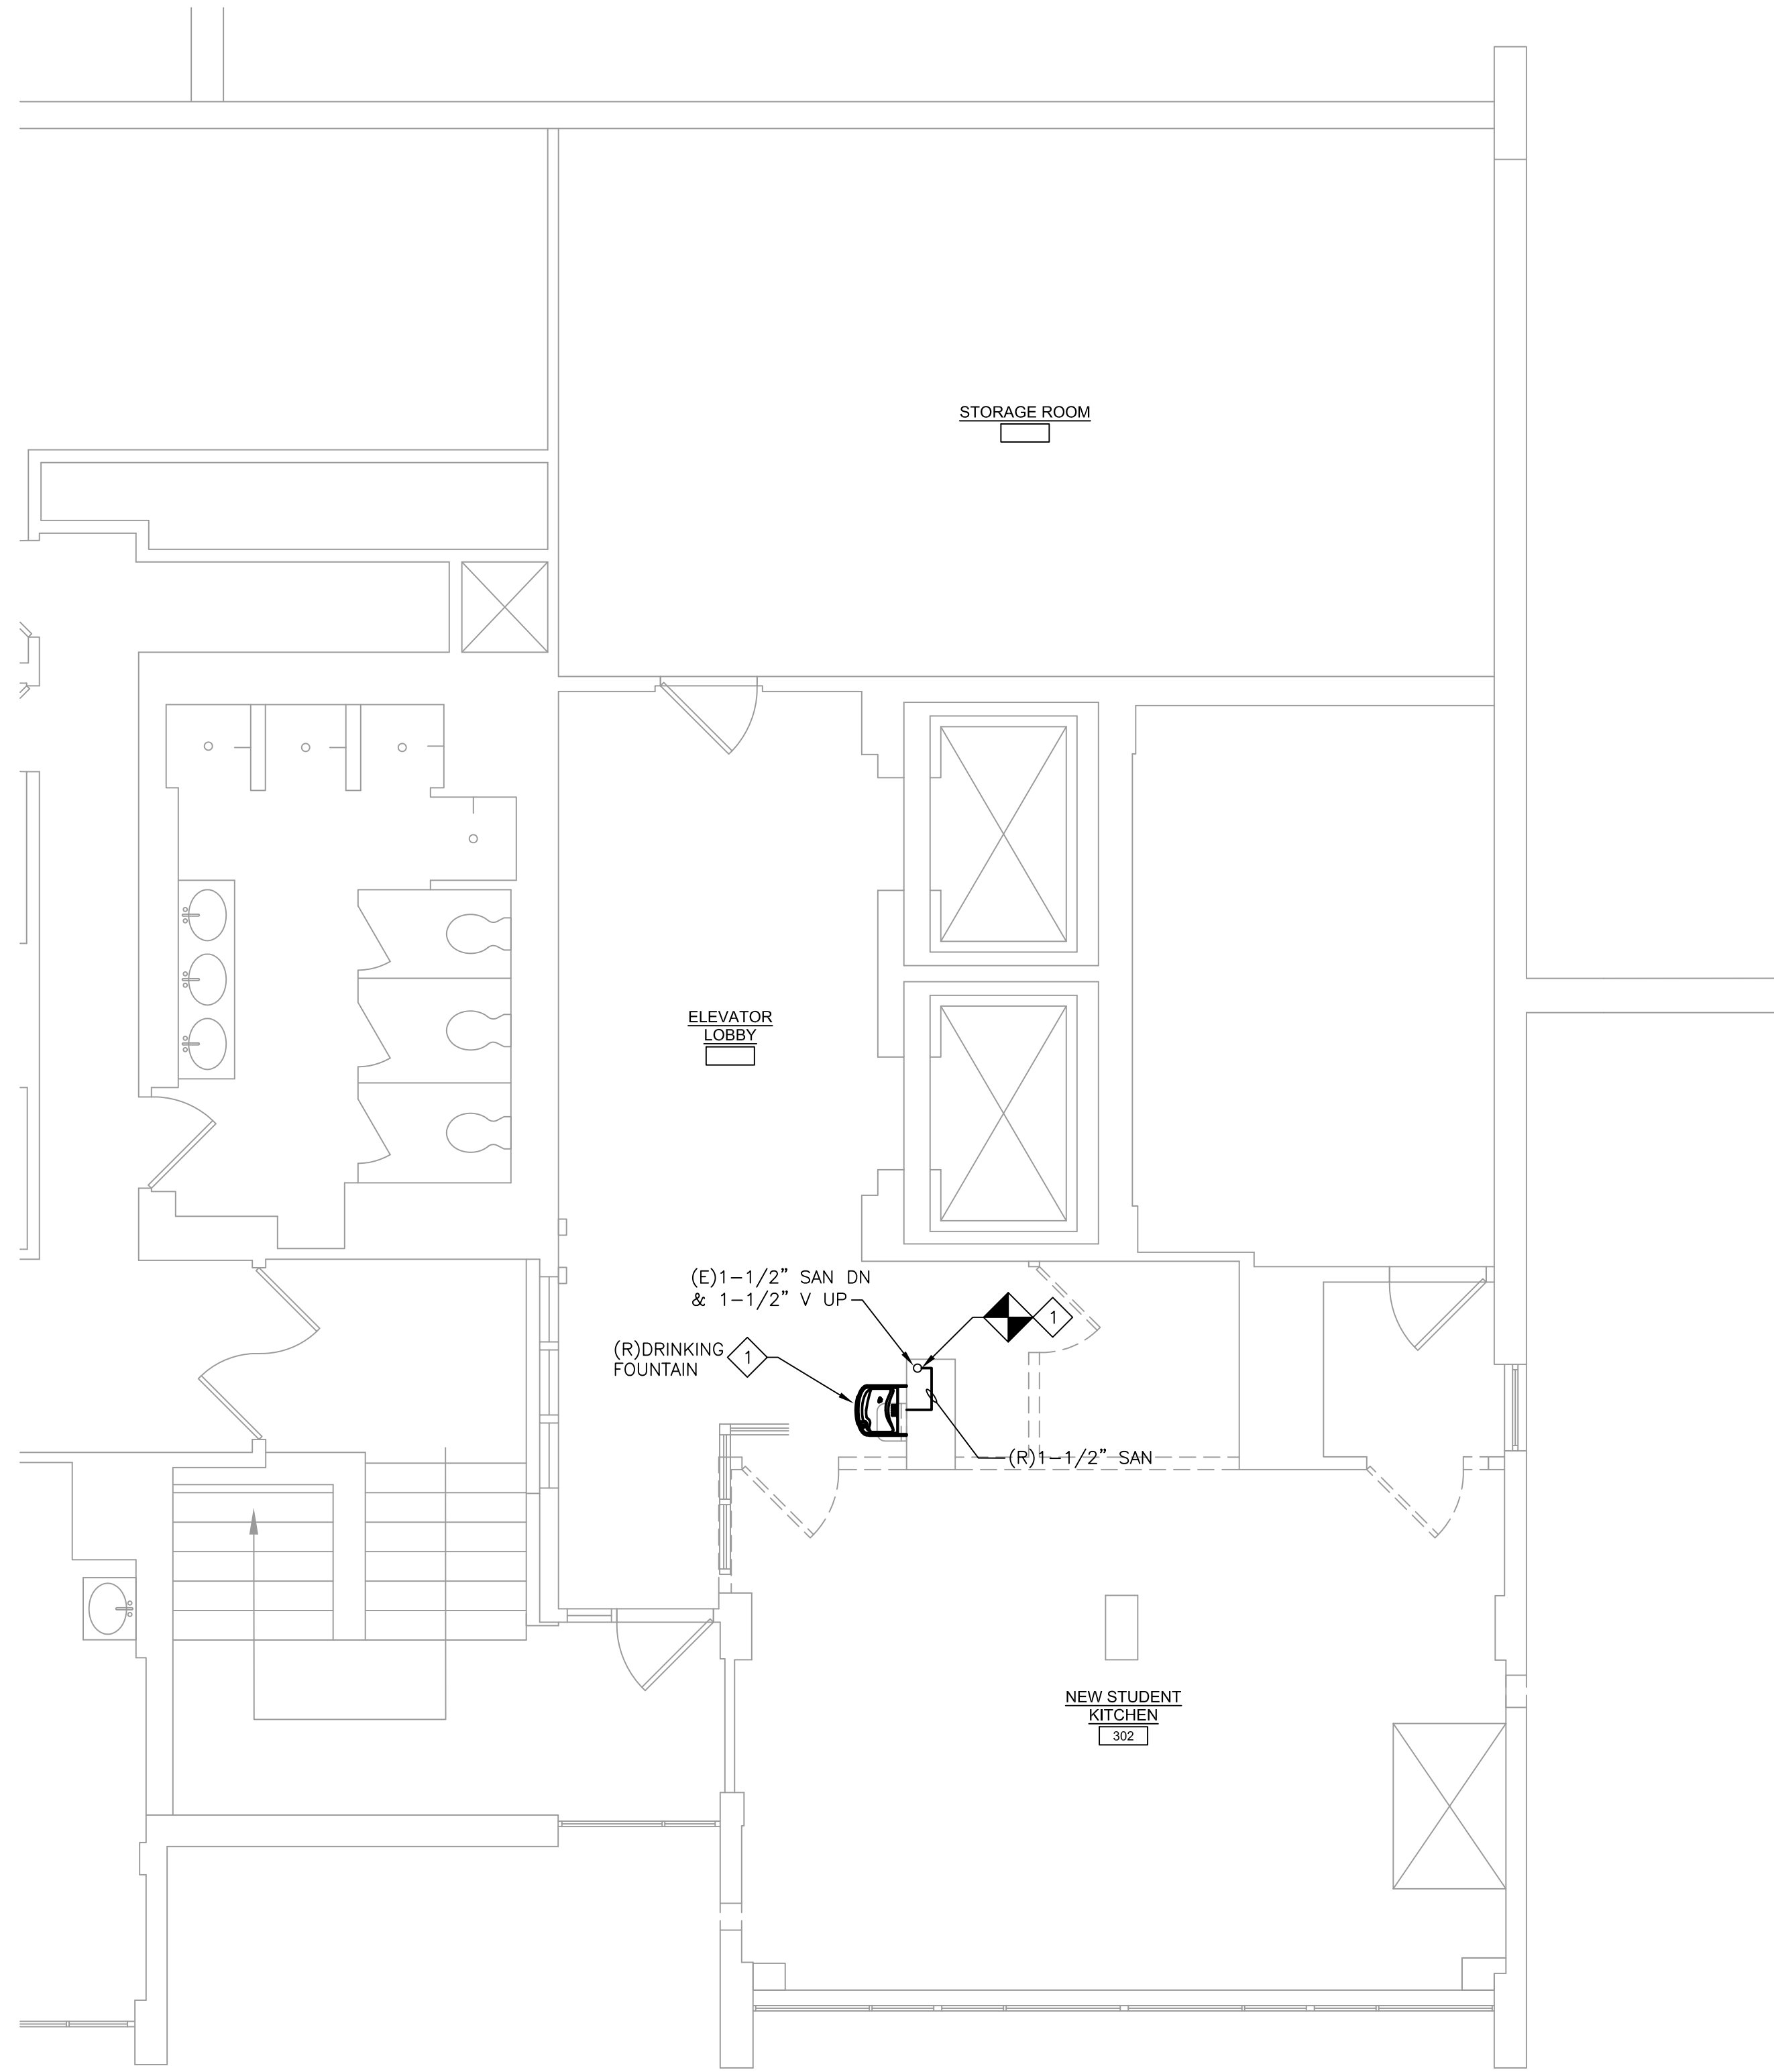 STORAGE ROOM
ELEVATOR
LOBBY
(E)1-1/2" SAN DN
& 1-1/2" V UP
1
(R)DRINKING
FOUNTAIN
1
(R)1-1/2" SAN
NEW STUDENT
KITCHEN
302